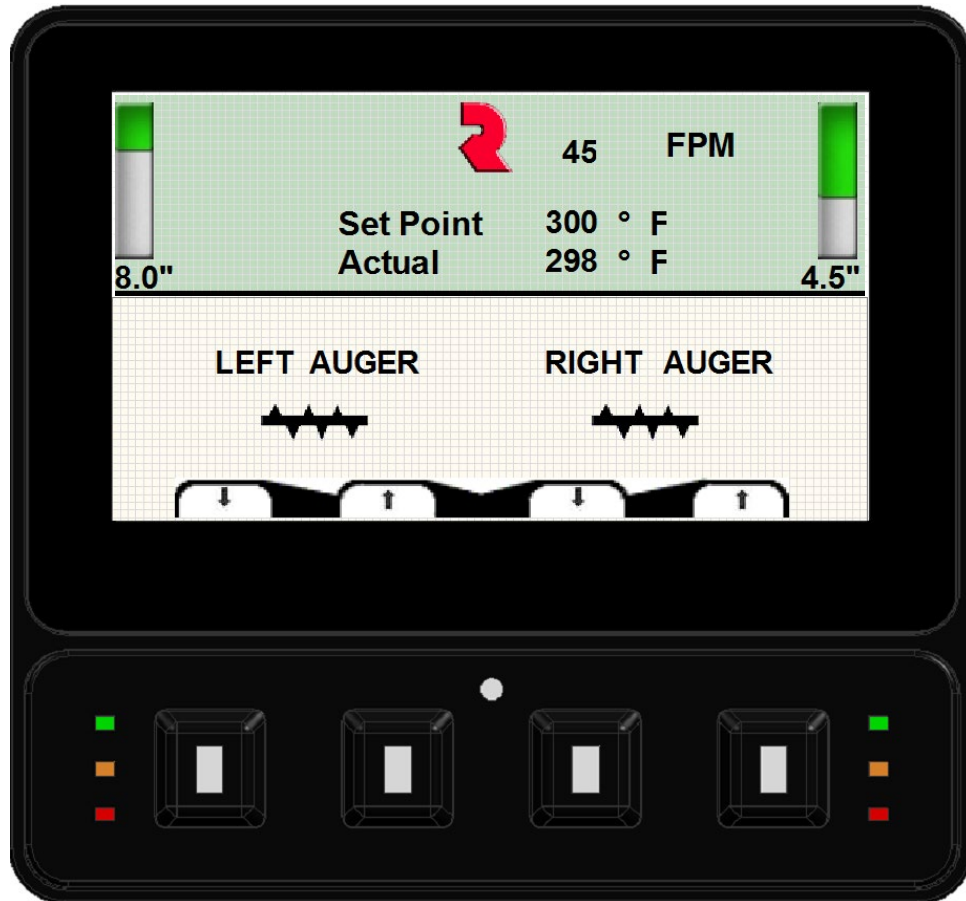 45 FPM
Set Point 300 ° F
Actual 298 ° F
8.0"
4.5"
LEFT AUGER
RIGHT AUGER